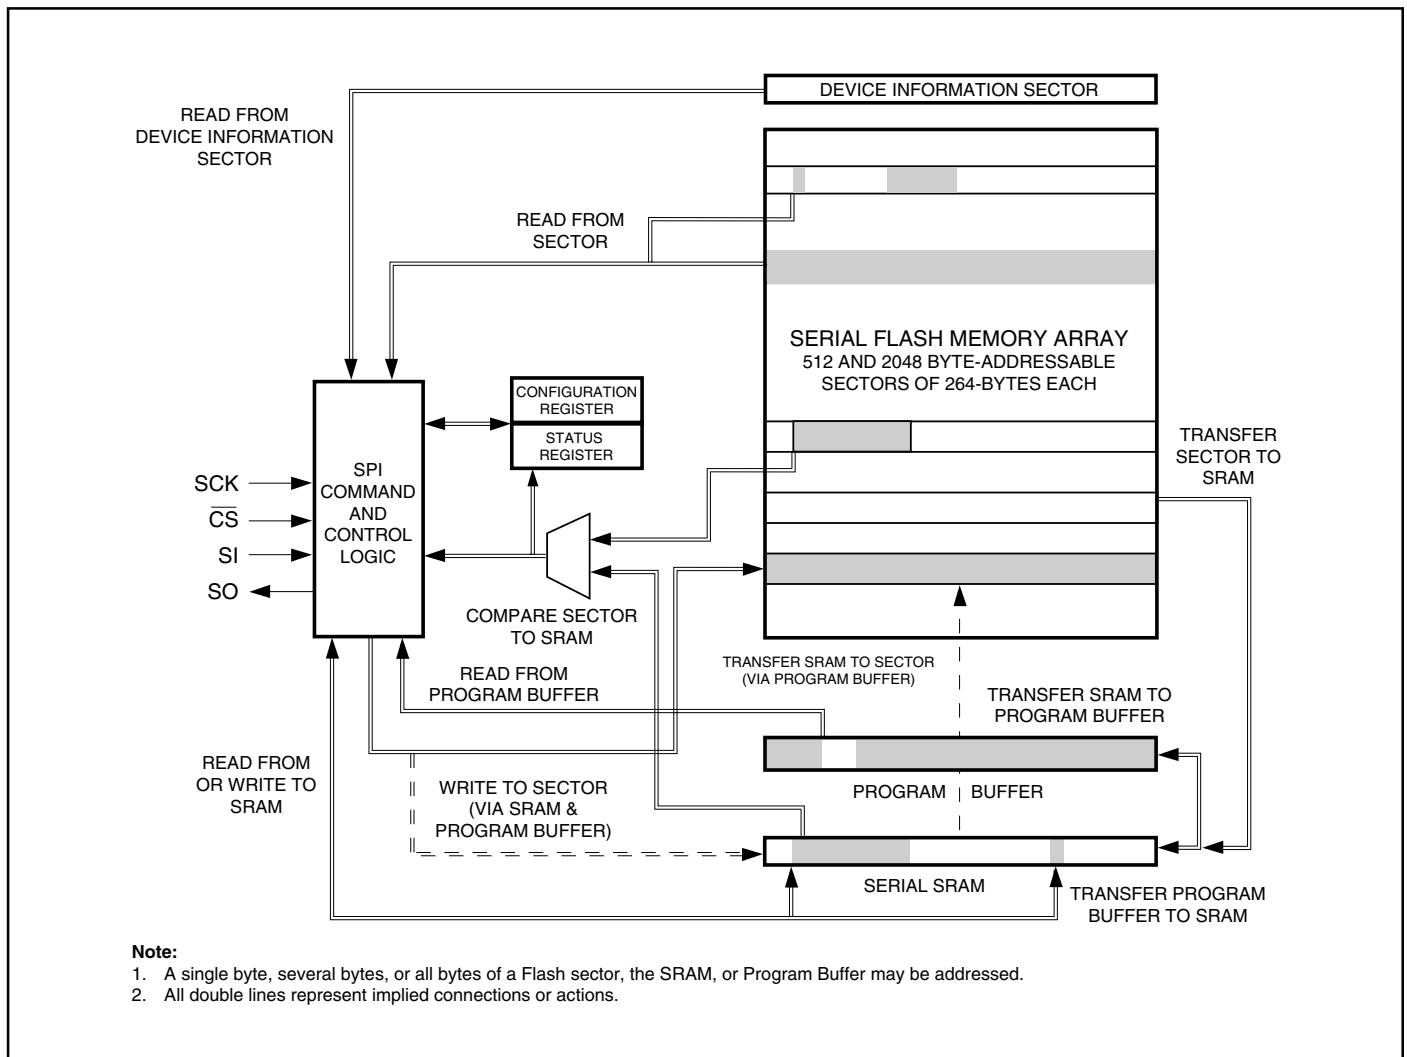 DEVICE INFORMATION SECTOR
READ FROM
DEVICE INFORMATION
SECTOR
READ FROM
SECTOR
SERIAL FLASH MEMORY ARRAY
512 AND 2048 BYTE-ADDRESSABLE
SECTORS OF 264-BYTES EACH
CONFIGURATION
REGISTER
STATUS
REGISTER
TRANSFER
SECTOR TO
SRAM
SPI
COMMAND
AND
CONTROL
LOGIC
SCK
C̅S̅
SI
SO
COMPARE SECTOR
TO SRAM
TRANSFER SRAM TO SECTOR
(VIA PROGRAM BUFFER)
READ FROM
PROGRAM BUFFER
TRANSFER SRAM TO
PROGRAM BUFFER
READ FROM
OR WRITE TO
SRAM
WRITE TO SECTOR
(VIA SRAM &
PROGRAM BUFFER)
PROGRAM BUFFER
SERIAL SRAM
TRANSFER PROGRAM
BUFFER TO SRAM
Note:
1. A single byte, several bytes, or all bytes of a Flash sector, the SRAM, or Program Buffer may be addressed.
2. All double lines represent implied connections or actions.